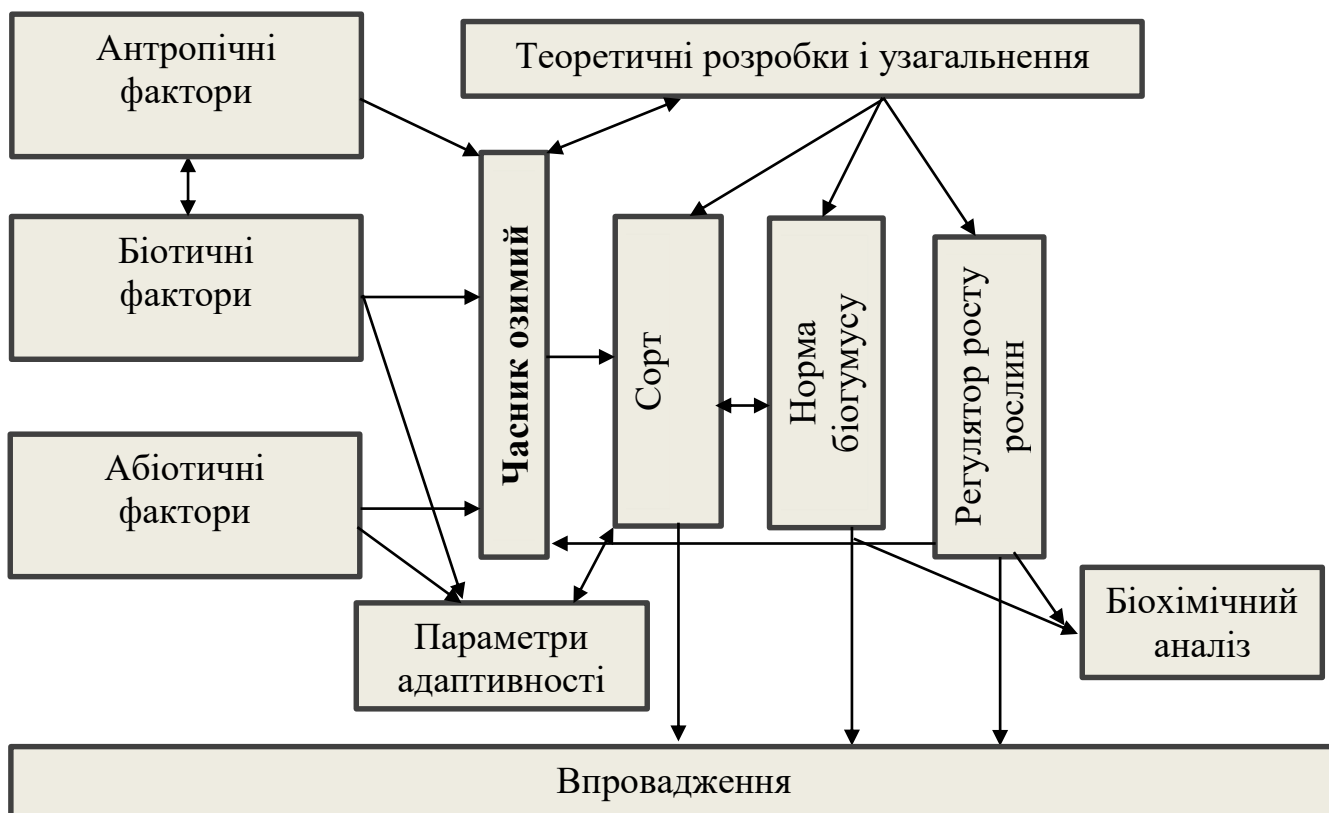 Антропічні
фактори
Теоретичні розробки і узагальнення
Біотичні
фактори
Часник озимий
Сорт
Норма
біогумусу
Регулятор росту
рослин
Абіотичні
фактори
Параметри
адаптивності
Біохімічний
аналіз
Впровадження